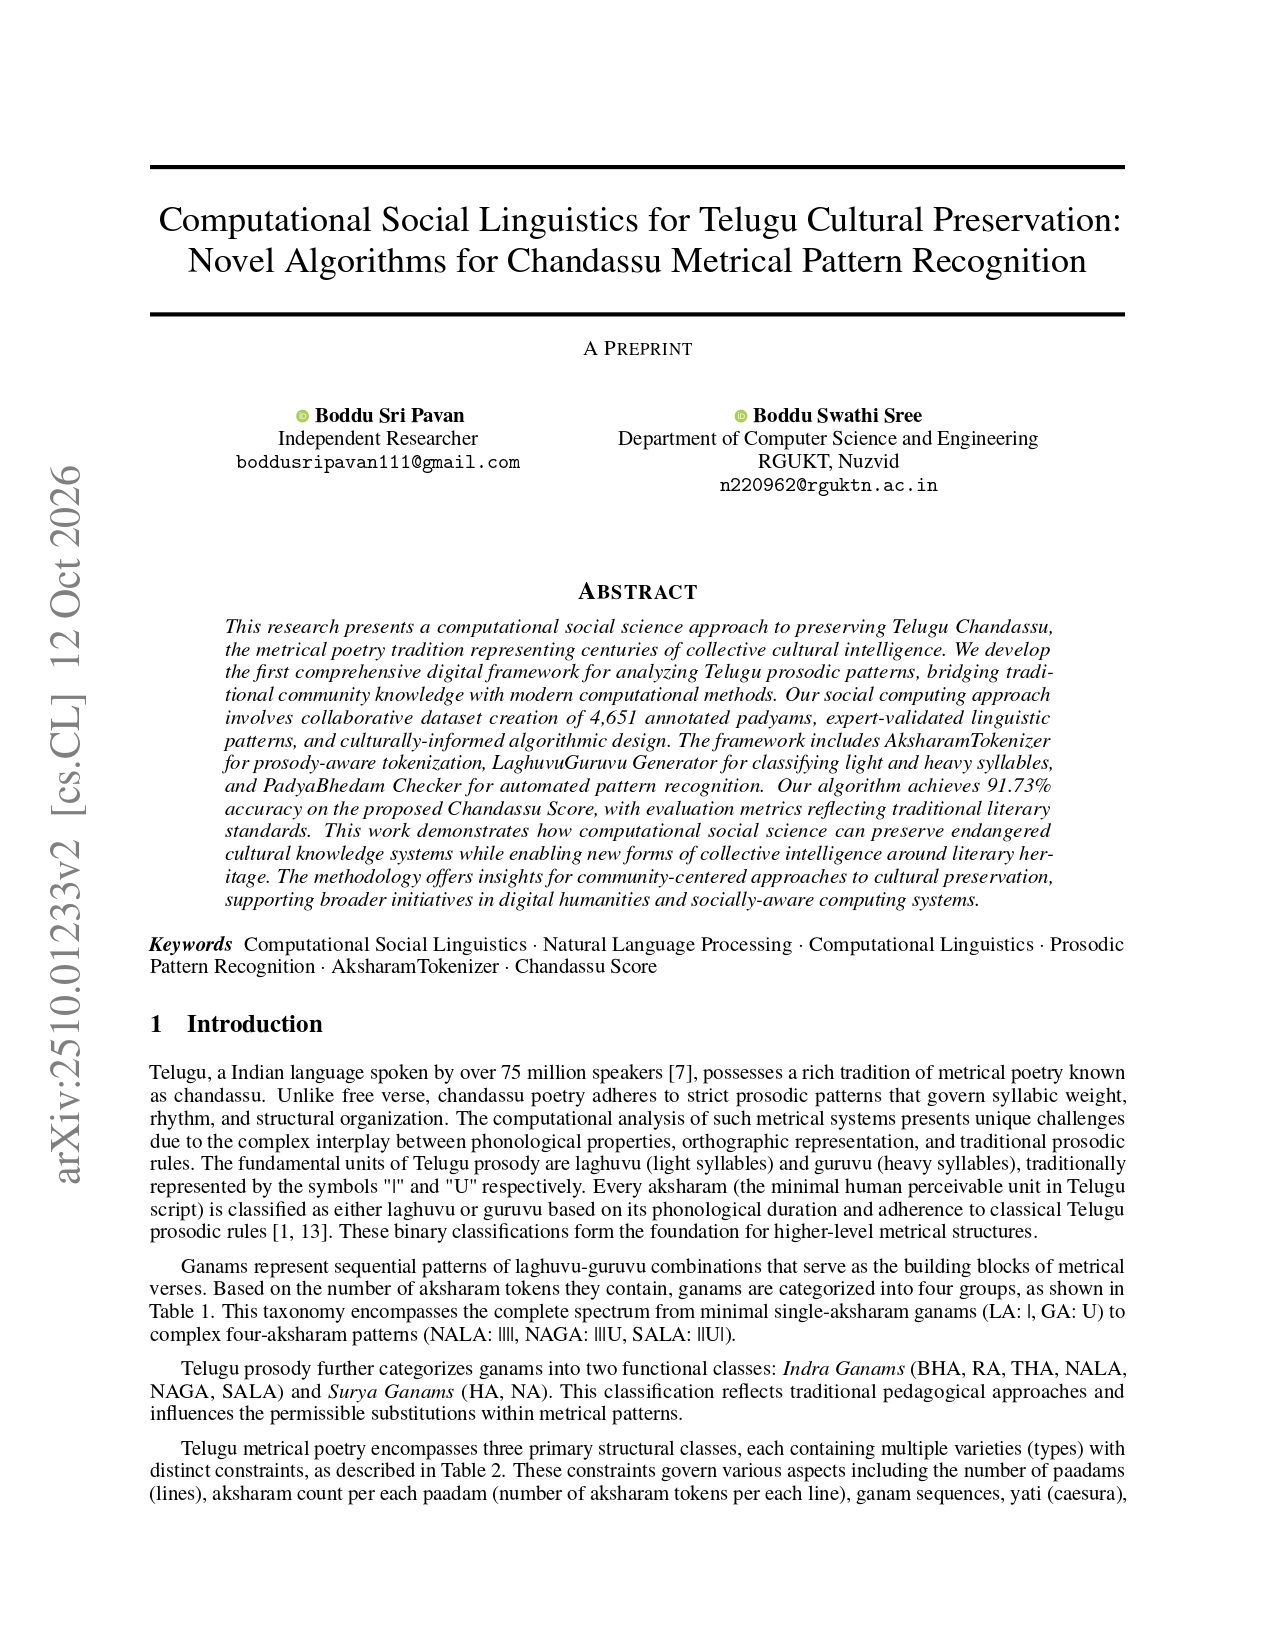 Computational Social Linguistics for Telugu Cultural Preservation:
Novel Algorithms for Chandassu Metrical Pattern Recognition
A PREPRINT
Boddu Sri Pavan
Independent Researcher
boddusripavan111@gmail.com
Boddu Swathi Sree
Department of Computer Science and Engineering
RGUKT, Nuzvid
n220962@rguktn.ac.in
arXiv:2510.01233v2 [cs.CL] 12 Oct 2026
ABSTRACT
This research presents a computational social science approach to preserving Telugu Chandassu,
the metrical poetry tradition representing centuries of collective cultural intelligence. We develop
the first comprehensive digital framework for analyzing Telugu prosodic patterns, bridging tradi-
tional community knowledge with modern computational methods. Our social computing approach
involves collaborative dataset creation of 4,651 annotated padyams, expert-validated linguistic
patterns, and culturally-informed algorithmic design. The framework includes AksharamTokenizer
for prosody-aware tokenization, LaghuvuGuruvu Generator for classifying light and heavy syllables,
and PadyaBhedam Checker for automated pattern recognition. Our algorithm achieves 91.73%
accuracy on the proposed Chandassu Score, with evaluation metrics reflecting traditional literary
standards. This work demonstrates how computational social science can preserve endangered
cultural knowledge systems while enabling new forms of collective intelligence around literary her-
itage. The methodology offers insights for community-centered approaches to cultural preservation,
supporting broader initiatives in digital humanities and socially-aware computing systems.
Keywords Computational Social Linguistics · Natural Language Processing · Computational Linguistics · Prosodic
Pattern Recognition · AksharamTokenizer · Chandassu Score
1 Introduction
Telugu, a Indian language spoken by over 75 million speakers [7], possesses a rich tradition of metrical poetry known
as chandassu. Unlike free verse, chandassu poetry adheres to strict prosodic patterns that govern syllabic weight,
rhythm, and structural organization. The computational analysis of such metrical systems presents unique challenges
due to the complex interplay between phonological properties, orthographic representation, and traditional prosodic
rules. The fundamental units of Telugu prosody are laghuvu (light syllables) and guruvu (heavy syllables), traditionally
represented by the symbols "|" and "U" respectively. Every aksharam (the minimal human perceivable unit in Telugu
script) is classified as either laghuvu or guruvu based on its phonological duration and adherence to classical Telugu
prosodic rules [1, 13]. These binary classifications form the foundation for higher-level metrical structures.
Ganams represent sequential patterns of laghuvu-guruvu combinations that serve as the building blocks of metrical
verses. Based on the number of aksharam tokens they contain, ganams are categorized into four groups, as shown in
Table 1. This taxonomy encompasses the complete spectrum from minimal single-aksharam ganams (LA: |, GA: U) to
complex four-aksharam patterns (NALA: ||||, NAGA: |||U, SALA: ||U|).
Telugu prosody further categorizes ganams into two functional classes: Indra Ganams (BHA, RA, THA, NALA,
NAGA, SALA) and Surya Ganams (HA, NA). This classification reflects traditional pedagogical approaches and
influences the permissible substitutions within metrical patterns.
Telugu metrical poetry encompasses three primary structural classes, each containing multiple varieties (types) with
distinct constraints, as described in Table 2. These constraints govern various aspects including the number of paadams
(lines), aksharam count per each paadam (number of aksharam tokens per each line), ganam sequences, yati (caesura),